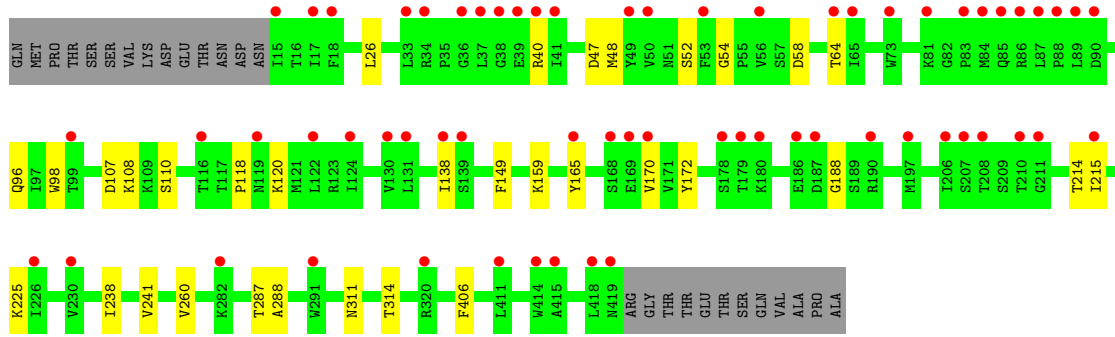 GLN MET PRO THR SER SER VAL LYS ASP GLU THR ASN ASP ASN I15 T16 I17 F18 L26 L33 R34 P35 G36 L37 G38 E39 R40 I41 D47 M48 Y49 V50 N51 S52 F53 G54 P55 V56 S57 D58 T64 I65 W73 K81 G82 P83 M84 Q85 R86 L87 P88 L89 D90
Q96 I97 W98 T99 D107 K108 K109 S110 T116 T117 P118 N119 K120 M121 L122 R123 I124 V130 L131 I138 S139 F149 K159 Y165 S168 E169 V170 V171 Y172 S178 T179 K180 E186 D187 G188 S189 R190 M197 I206 S207 T208 S209 T210 G211 T214 I215
K225 I226 V230 I238 V241 V260 K282 T287 A288 W291 N311 T314 R320 F406 L411 W414 A415 L418 N419 ARG GLY THR THR GLU THR SER GLN VAL ALA PRO ALA